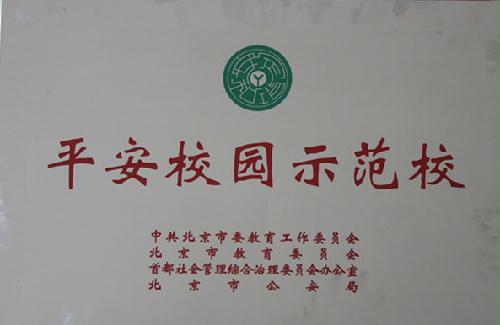 平安校园示范校
中共北京市委教育工作委员会
北京市教育委员会
首都社会管理综合治理委员会办公室
北京市公安局